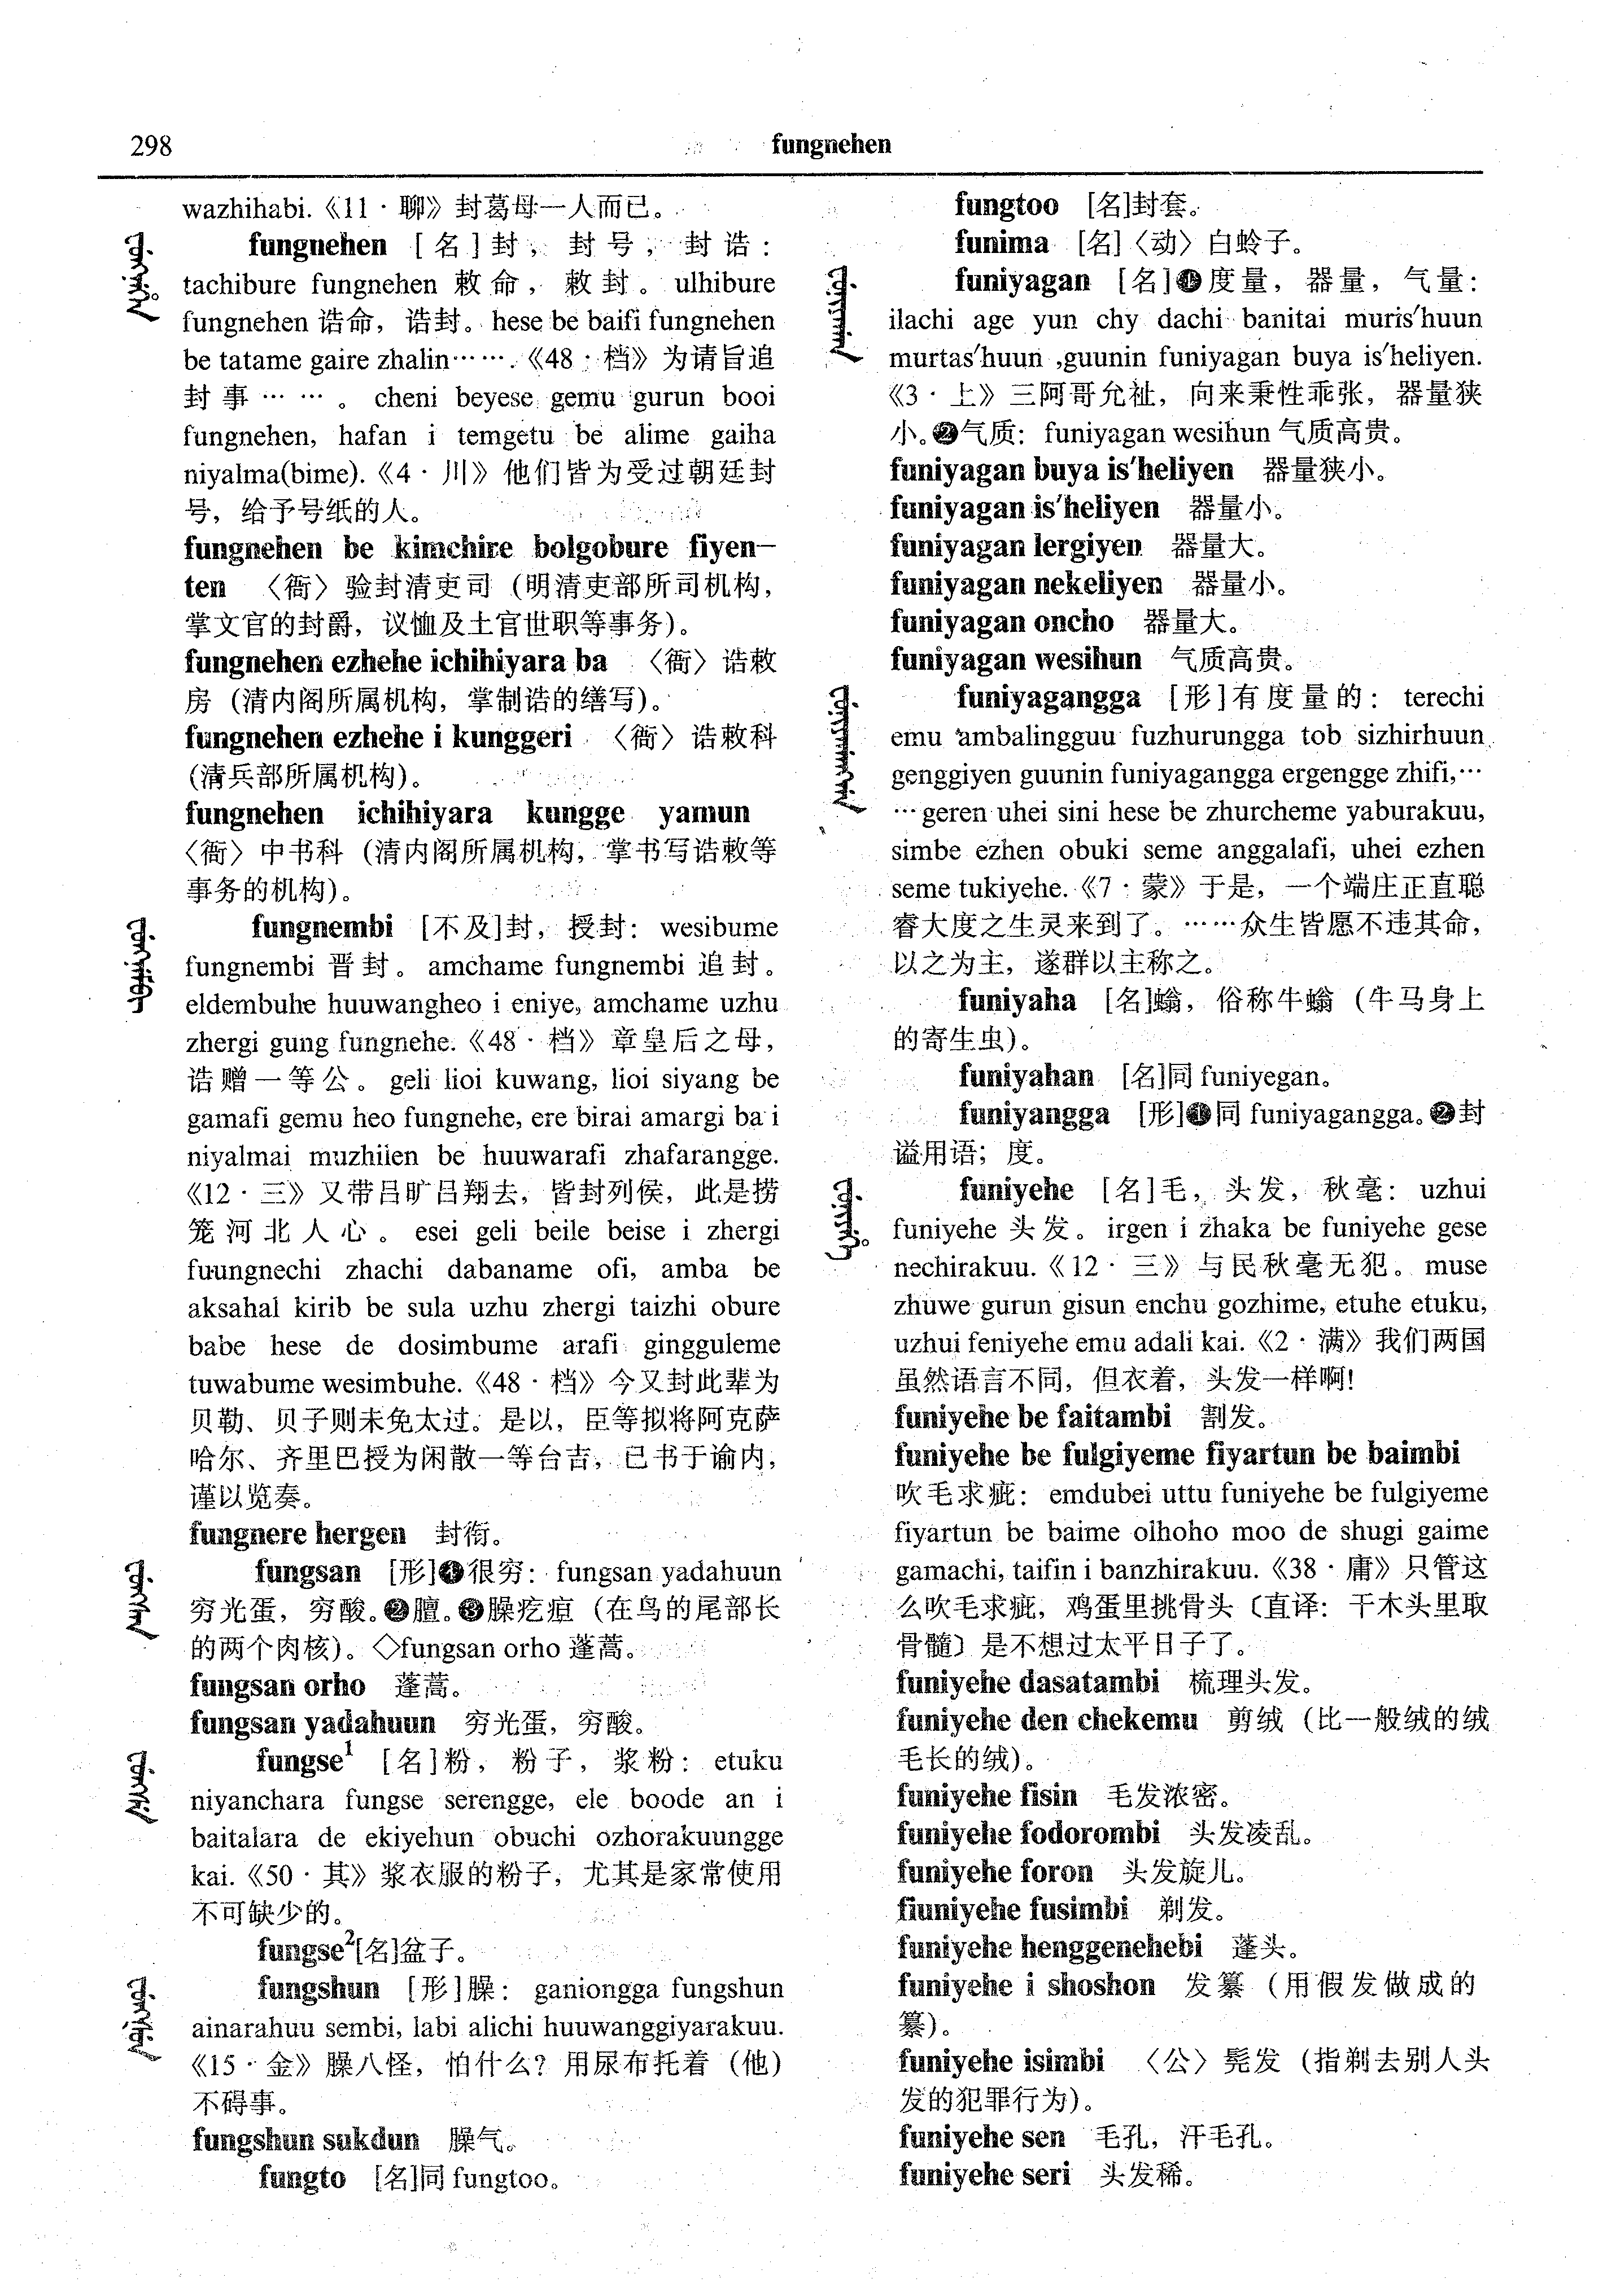 298
fungnehen
wazhihabi.《11·聊》封葛母一人而已。
fungnehen [名]封，封号，封诰：
tachibure fungnehen 敕命，敕封。ulhibure
fungnehen 诰命，诰封。hese be baifi fungnehen
be tatame gaire zhalin…….《48·档》为请旨追
封事……。cheni beyese gemu gurun booi
fungnehen, hafan i temgetu be alime gaiha
niyalma(bime).《4·川》他们皆为受过朝廷封
号，给予号纸的人。
fungnehen be kimchire bolgobure fiyen-
ten 〈衙〉验封清吏司（明清吏部所司机构，
掌文官的封爵，议恤及土官世职等事务）。
fungnehen ezhehe ichihiyara ba 〈衙〉诰敕
房（清内阁所属机构，掌制诰的缮写）。
fungnehen ezhehe i kunggeri 〈衙〉诰敕科
（清兵部所属机构）。
fungnehen ichihiyara kungge yamun
〈衙〉中书科（清内阁所属机构，掌书写诰敕等
事务的机构）。
fungnembi [不及]封，授封：wesibume
fungnembi 晋封。amchame fungnembi 追封。
eldembuhe huuwangheo i eniye, amchame uzhu
zhergi gung fungnehe.《48·档》章皇后之母，
诰赠一等公。geli lioi kuwang, lioi siyang be
gamafi gemu heo fungnehe, ere birai amargi ba i
niyalmai muzhilen be huuwarafi zhafarangge.
《12·三》又带吕旷吕翔去，皆封列侯，此是捞
笼河北人心。esei geli beile beise i zhergi
fuungnechi zhachi dabaname ofi, amba be
aksahal kirib be sula uzhu zhergi taizhi obure
babe hese de dosimbume arafi gingguleme
tuwabume wesimbuhe.《48·档》今又封此辈为
贝勒、贝子则未免太过。是以，臣等拟将阿克萨
哈尔、齐里巴授为闲散一等台吉，已书于谕内，
谨以览奏。
fungnere hergen 封衔。
fungsan [形]❶很穷：fungsan yadahuun
穷光蛋，穷酸。❷膻。❸臊疙瘩（在鸟的尾部长
的两个肉核）。◇fungsan orho 蓬蒿。
fungsan orho 蓬蒿。
fungsan yadahuun 穷光蛋，穷酸。
fungse¹ [名]粉，粉子，浆粉：etuku
niyanchara fungse serengge, ele boode an i
baitalara de ekiyehun obuchi ozhorakuungge
kai.《50·其》浆衣服的粉子，尤其是家常使用
不可缺少的。
fungse²[名]盆子。
fungshun [形]臊：ganiongga fungshun
ainarahuu sembi, labi alichi huuwanggiyarakuu.
《15·金》臊八怪，怕什么？用尿布托着（他）
不碍事。
fungshun sukdun 臊气。
fungto [名]同 fungtoo。
fungtoo [名]封套。
funima [名]〈动〉白蛉子。
funiyagan [名]❶度量，器量，气量：
ilachi age yun chy dachi banitai muris'huun
murtas'huun ,guunin funiyagan buya is'heliyen.
《3·上》三阿哥允祉，向来秉性乖张，器量狭
小。❷气质：funiyagan wesihun 气质高贵。
funiyagan buya is'heliyen 器量狭小。
funiyagan is'heliyen 器量小。
funiyagan lergiyen 器量大。
funiyagan nekeliyen 器量小。
funiyagan oncho 器量大。
funiyagan wesihun 气质高贵。
funiyagangga [形]有度量的：terechi
emu ambalingguu fuzhurungga tob sizhirhuun
genggiyen guunin funiyagangga ergengge zhifi,…
…geren uhei sini hese be zhurcheme yaburakuu,
simbe ezhen obuki seme anggalafi, uhei ezhen
seme tukiyehe.《7·蒙》于是，一个端庄正直聪
睿大度之生灵来到了。……众生皆愿不违其命，
以之为主，遂群以主称之。
funiyaha [名]螉，俗称牛螉（牛马身上
的寄生虫）。
funiyahan [名]同 funiyegan。
funiyangga [形]❶同 funiyagangga。❷封
谥用语；度。
funiyehe [名]毛，头发，秋毫：uzhui
funiyehe 头发。irgen i zhaka be funiyehe gese
nechirakuu.《12·三》与民秋毫无犯。muse
zhuwe gurun gisun enchu gozhime, etuhe etuku,
uzhui feniyehe emu adali kai.《2·满》我们两国
虽然语言不同，但衣着，头发一样啊！
funiyehe be faitambi 割发。
funiyehe be fulgiyeme fiyartun be baimbi
吹毛求疵：emdubei uttu funiyehe be fulgiyeme
fiyartun be baime olhoho moo de shugi gaime
gamachi, taifin i banzhirakuu.《38·庸》只管这
么吹毛求疵，鸡蛋里挑骨头〔直译：干木头里取
骨髓〕是不想过太平日子了。
funiyehe dasatambi 梳理头发。
funiyehe den chekemu 剪绒（比一般绒的绒
毛长的绒）。
funiyehe fisin 毛发浓密。
funiyehe fodorombi 头发凌乱。
funiyehe foron 头发旋儿。
fiuniyehe fusimbi 剃发。
funiyehe henggenehebi 蓬头。
funiyehe i shoshon 发纂（用假发做成的
纂）。
funiyehe isimbi 〈公〉髡发（指剃去别人头
发的犯罪行为）。
funiyehe sen 毛孔，汗毛孔。
funiyehe seri 头发稀。